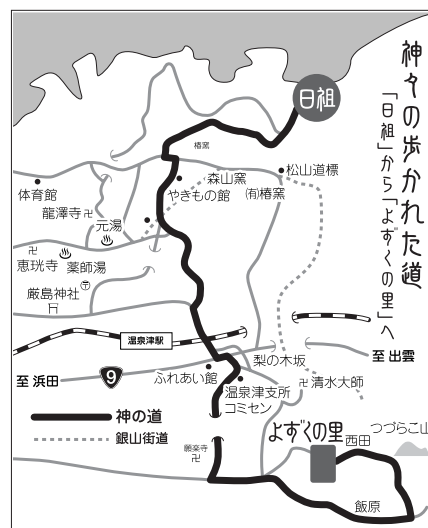 神々の歩かれた道
「日祖」から「よずくの里」へ
日祖
椿窯
松山道標
森山窯
(有)椿窯
やきもの館
体育館
龍澤寺
元湯
恵珖寺
薬師湯
厳島神社
温泉津駅
至 出雲
梨の木坂
至 浜田
9
ふれあい館
温泉津支所
コミセン
清水大師
神の道
銀山街道
よずくの里
西田
つづらこ山
願楽寺
飯原